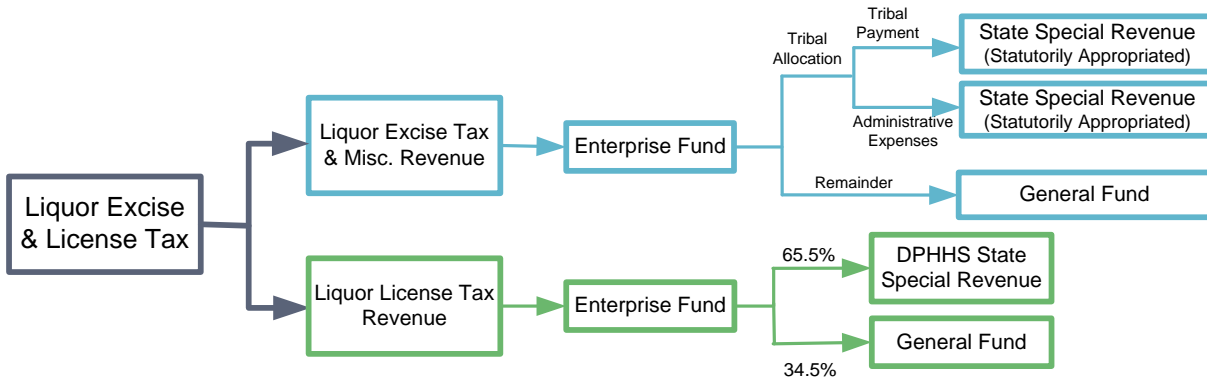 Liquor Excise
& License Tax
Liquor Excise Tax
& Misc. Revenue
Enterprise Fund
Tribal
Allocation
Tribal
Payment
State Special Revenue
(Statutorily Appropriated)
Administrative
Expenses
State Special Revenue
(Statutorily Appropriated)
Remainder
General Fund
Liquor License Tax
Revenue
Enterprise Fund
65.5%
DPHHS State
Special Revenue
34.5%
General Fund